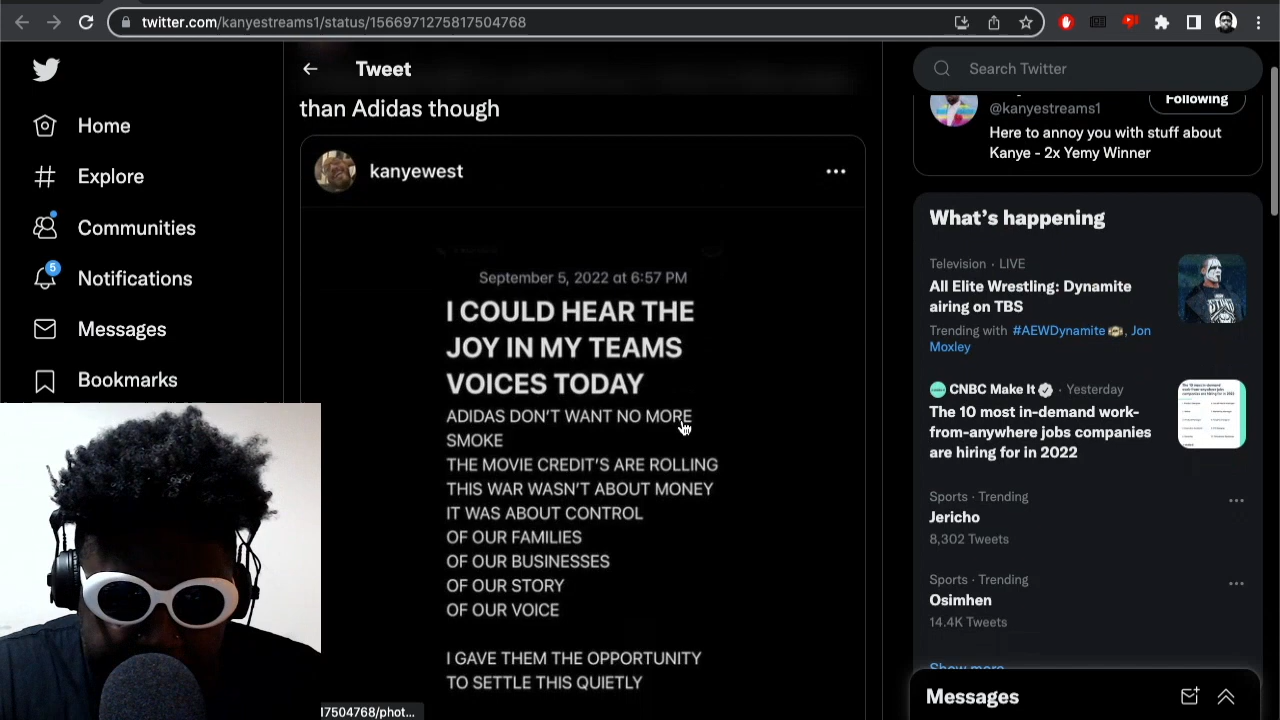 twitter.com/kanyestreams1/status/1566971275817504768
Home
Explore
Communities
5
Notifications
Messages
Bookmarks
Tweet
than Adidas though
kanyewest
September 5, 2022 at 6:57 PM
I COULD HEAR THE
JOY IN MY TEAMS
VOICES TODAY
ADIDAS DON'T WANT NO MORE
SMOKE
THE MOVIE CREDIT'S ARE ROLLING
THIS WAR WASN'T ABOUT MONEY
IT WAS ABOUT CONTROL
OF OUR FAMILIES
OF OUR BUSINESSES
OF OUR STORY
OF OUR VOICE
I GAVE THEM THE OPPORTUNITY
TO SETTLE THIS QUIETLY
17504768/phot...
Search Twitter
@kanyestreams1
Following
Here to annoy you with stuff about
Kanye - 2x Yemy Winner
What's happening
Television · LIVE
All Elite Wrestling: Dynamite
airing on TBS
Trending with #AEWDynamite, Jon
Moxley
CNBC Make It · Yesterday
The 10 most in-demand work-
from-anywhere jobs companies
are hiring for in 2022
Sports · Trending
Jericho
8,302 Tweets
Sports · Trending
Osimhen
14.4K Tweets
Show more
Messages